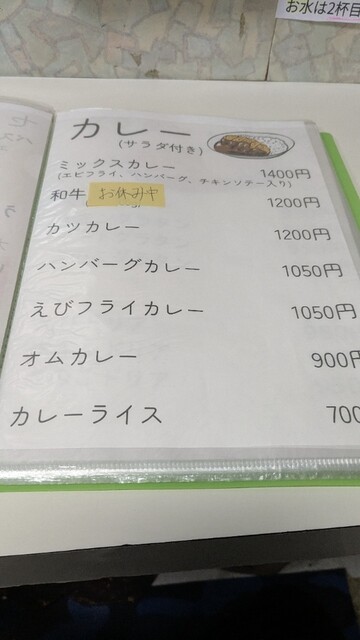 お水は2杯目
カレー
(サラダ付き)
ミックスカレー 1400円
(エビフライ、ハンバーグ、チキンソテー入り)
和牛 お休み中 1200円
カツカレー 1200円
ハンバーグカレー 1050円
えびフライカレー 1050円
オムカレー 900円
カレーライス 700